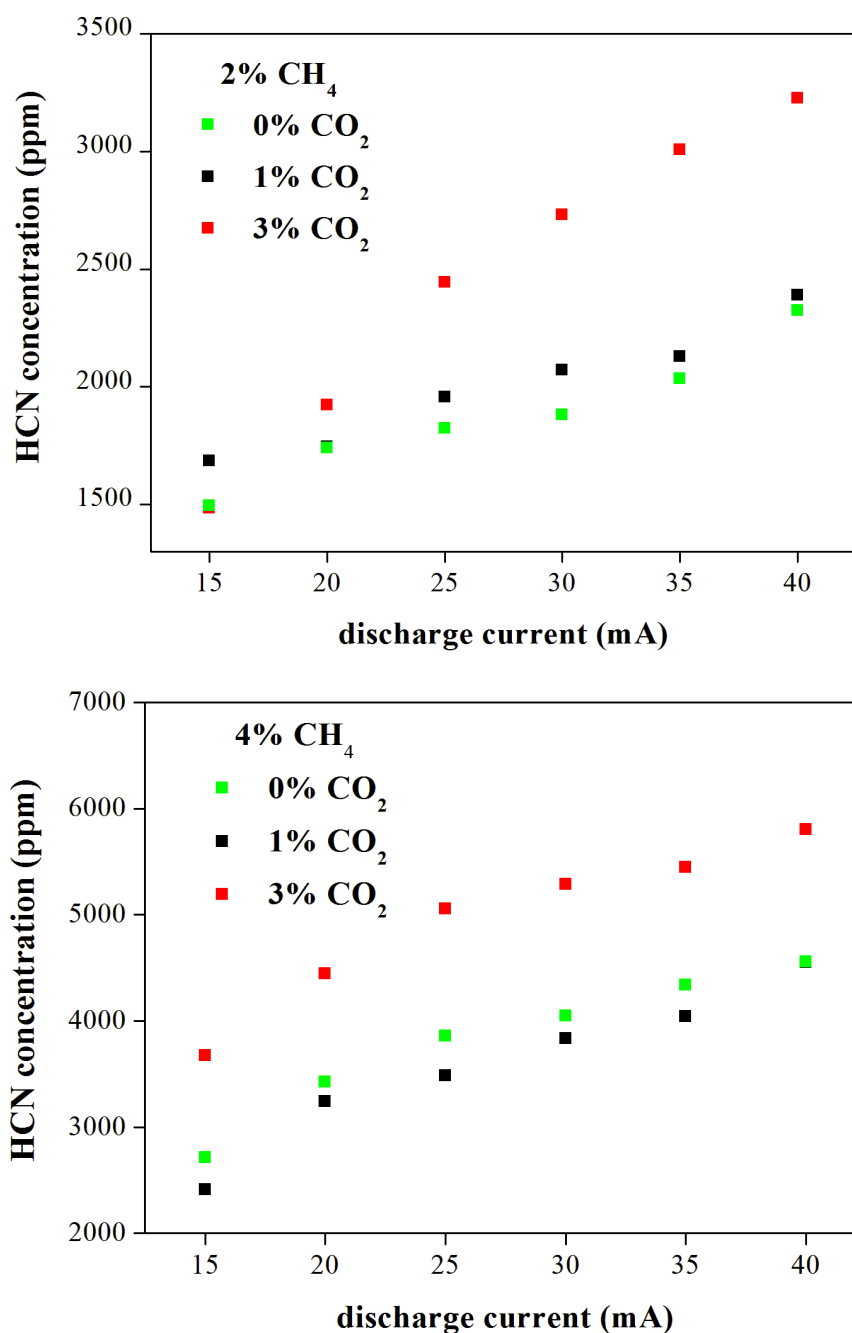 3500
3000
2500
2000
1500
HCN concentration (ppm)
2% CH₄
0% CO₂
1% CO₂
3% CO₂
15 20 25 30 35 40
discharge current (mA)
7000
6000
5000
4000
3000
2000
HCN concentration (ppm)
4% CH₄
0% CO₂
1% CO₂
3% CO₂
15 20 25 30 35 40
discharge current (mA)